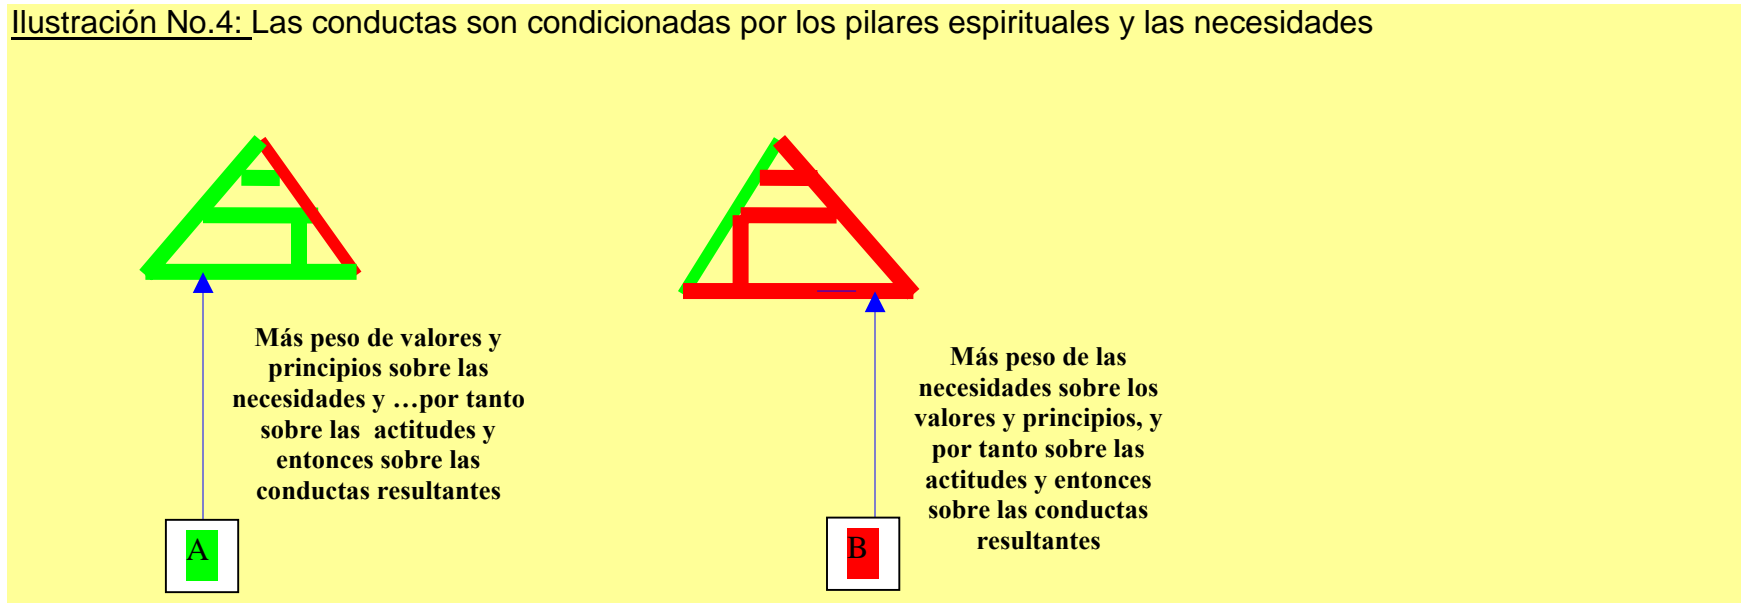 Ilustración No.4: Las conductas son condicionadas por los pilares espirituales y las necesidades
Más peso de valores y
principios sobre las
necesidades y …por tanto
sobre las actitudes y
entonces sobre las
conductas resultantes
A
Más peso de las
necesidades sobre los
valores y principios, y
por tanto sobre las
actitudes y entonces
sobre las conductas
resultantes
B